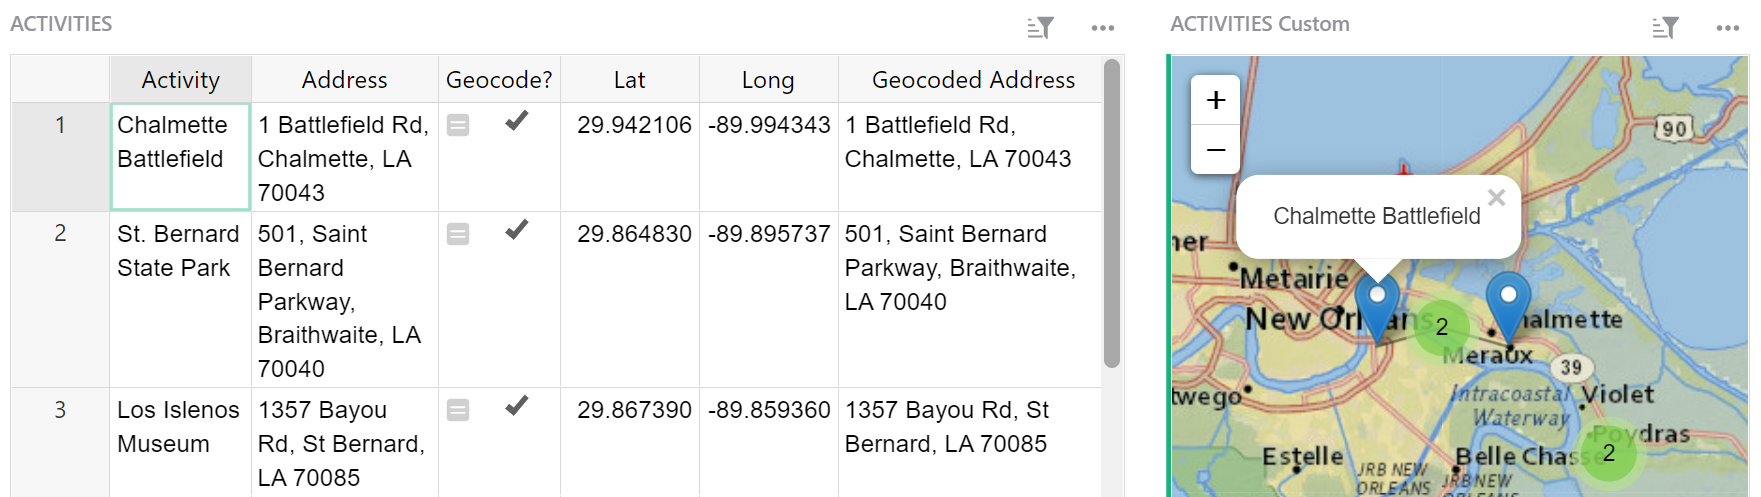 ACTIVITIES
Activity Address Geocode? Lat Long Geocoded Address
1
Chalmette
Battlefield
1 Battlefield Rd,
Chalmette, LA
70043
29.942106
-89.994343
1 Battlefield Rd,
Chalmette, LA 70043
2
St. Bernard
State Park
501, Saint
Bernard
Parkway,
Braithwaite, LA
70040
29.864830
-89.895737
501, Saint Bernard
Parkway, Braithwaite,
LA 70040
3
Los Islenos
Museum
1357 Bayou
Rd, St Bernard,
LA 70085
29.867390
-89.859360
1357 Bayou Rd, St
Bernard, LA 70085
ACTIVITIES Custom
+
−
90
Chalmette Battlefield
×
ner
Metairie
New Orleans
2
halmette
Meraux
39
twego
Intracoastal
Waterway
Violet
Poydras
2
Estelle
Belle Chasse
JRB NEW
ORLEANS
JRB NEW
ORLEANS